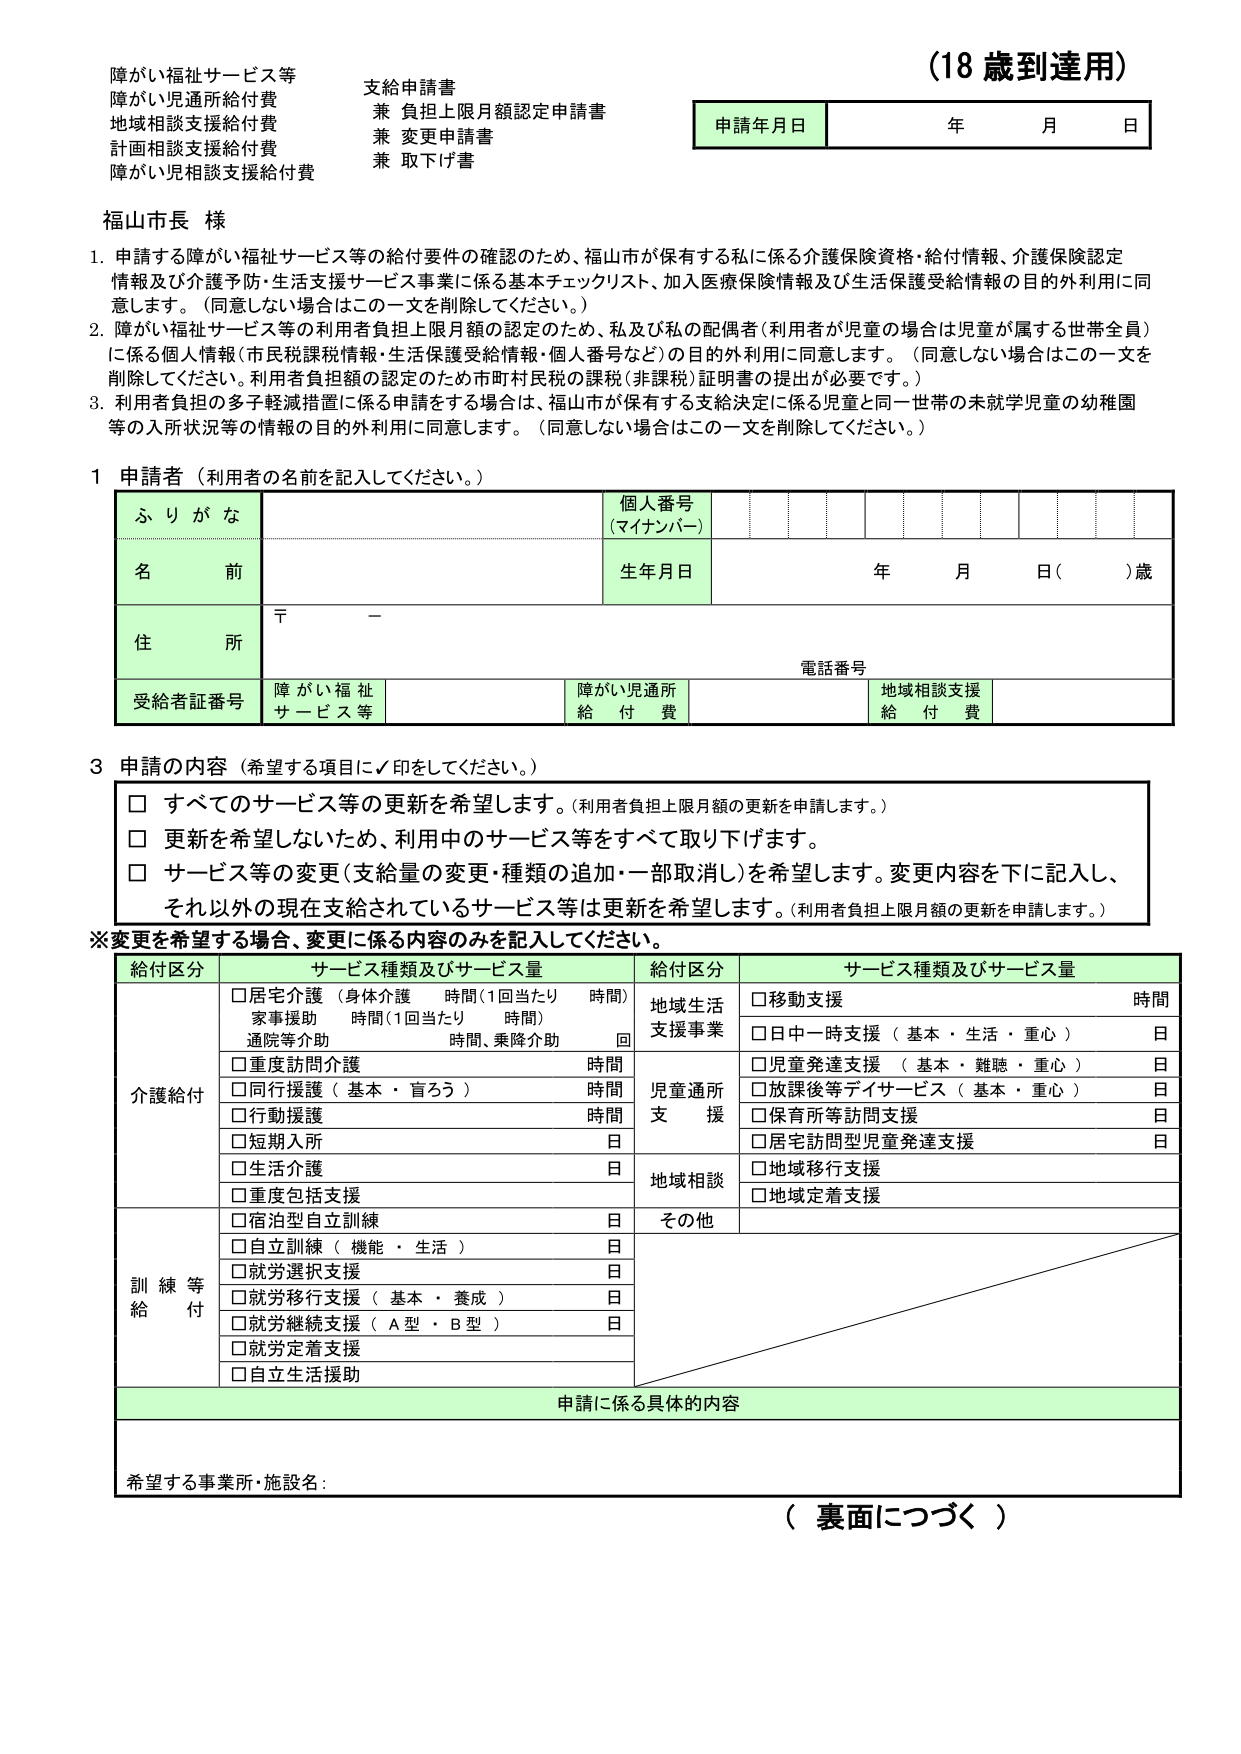 （18 歳到達用）
障がい福祉サービス等
障がい児通所給付費
地域相談支援給付費
計画相談支援給付費
障がい児相談支援給付費
支給申請書
兼 負担上限月額認定申請書
兼 変更申請書
兼 取下げ書
申請年月日 年 月 日
福山市長 様
1. 申請する障がい福祉サービス等の給付要件の確認のため、福山市が保有する私に係る介護保険資格・給付情報、介護保険認定
情報及び介護予防・生活支援サービス事業に係る基本チェックリスト、加入医療保険情報及び生活保護受給情報の目的外利用に同
意します。（同意しない場合はこの一文を削除してください。）
2. 障がい福祉サービス等の利用者負担上限月額の認定のため、私及び私の配偶者（利用者が児童の場合は児童が属する世帯全員）
に係る個人情報（市民税課税情報・生活保護受給情報・個人番号など）の目的外利用に同意します。（同意しない場合はこの一文を
削除してください。利用者負担額の認定のため市町村民税の課税（非課税）証明書の提出が必要です。）
3. 利用者負担の多子軽減措置に係る申請をする場合は、福山市が保有する支給決定に係る児童と同一世帯の未就学児童の幼稚園
等の入所状況等の情報の目的外利用に同意します。（同意しない場合はこの一文を削除してください。）
1 申請者（利用者の名前を記入してください。）
ふ り が な
個人番号
（マイナンバー）
名 前
生年月日 年 月 日（ ）歳
住 所
〒 －
電話番号
受給者証番号
障がい福祉
サービス等
障がい児通所
給 付 費
地域相談支援
給 付 費
3 申請の内容（希望する項目に✓印をしてください。）
□ すべてのサービス等の更新を希望します。（利用者負担上限月額の更新を申請します。）
□ 更新を希望しないため、利用中のサービス等をすべて取り下げます。
□ サービス等の変更（支給量の変更・種類の追加・一部取消し）を希望します。変更内容を下に記入し、
それ以外の現在支給されているサービス等は更新を希望します。（利用者負担上限月額の更新を申請します。）
※変更を希望する場合、変更に係る内容のみを記入してください。
給付区分 サービス種類及びサービス量 給付区分 サービス種類及びサービス量
介護給付
□居宅介護（身体介護 時間（1回当たり 時間）
家事援助 時間（1回当たり 時間）
通院等介助 時間、乗降介助 回
□重度訪問介護 時間
□同行援護（ 基本 ・ 盲ろう ） 時間
□行動援護 時間
□短期入所 日
□生活介護 日
□重度包括支援
訓 練 等
給 付
□宿泊型自立訓練 日
□自立訓練（ 機能 ・ 生活 ） 日
□就労選択支援 日
□就労移行支援（ 基本 ・ 養成 ） 日
□就労継続支援（ A型 ・ B型 ） 日
□就労定着支援
□自立生活援助
地域生活
支援事業
□移動支援 時間
□日中一時支援（ 基本 ・ 生活 ・ 重心 ） 日
児童通所
支 援
□児童発達支援 （ 基本 ・ 難聴 ・ 重心 ） 日
□放課後等デイサービス（ 基本 ・ 重心 ） 日
□保育所等訪問支援 日
□居宅訪問型児童発達支援 日
地域相談
□地域移行支援
□地域定着支援
その他
申請に係る具体的内容
希望する事業所・施設名：
（ 裏面につづく ）